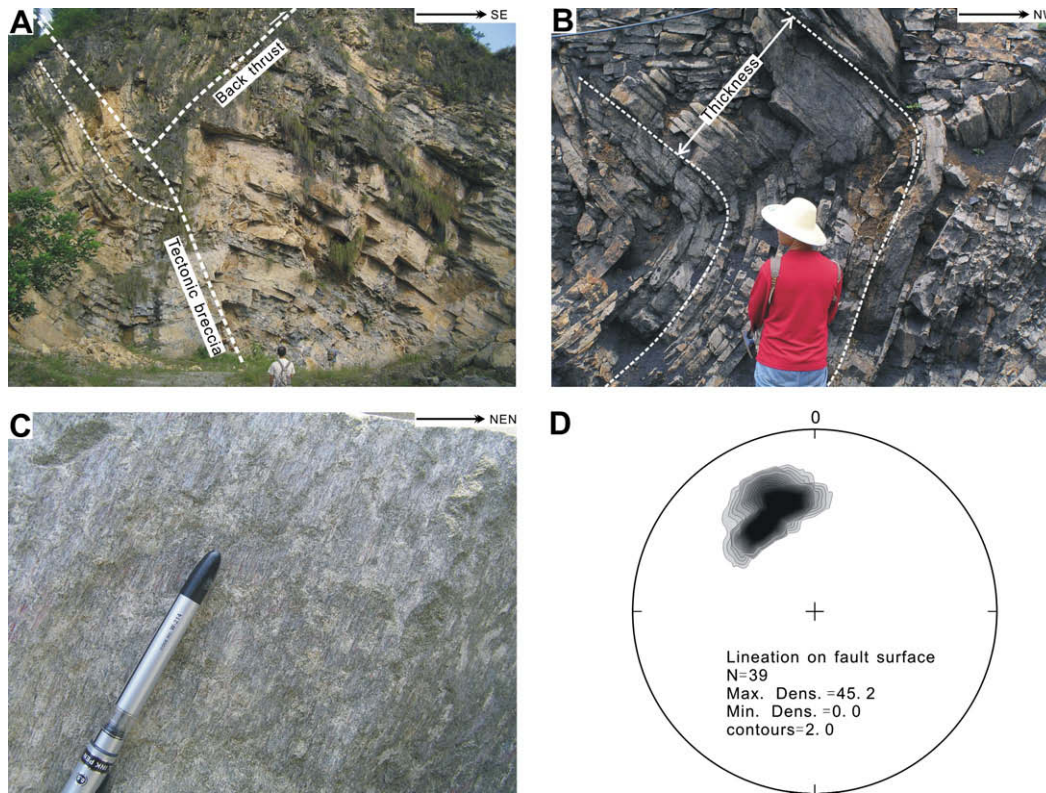 A
SE
Back thrust
Tectonic breccia
B
NW
Thickness
C
NEN
D
0
Lineation on fault surface
N=39
Max. Dens.=45.2
Min. Dens.=0.0
contours=2.0